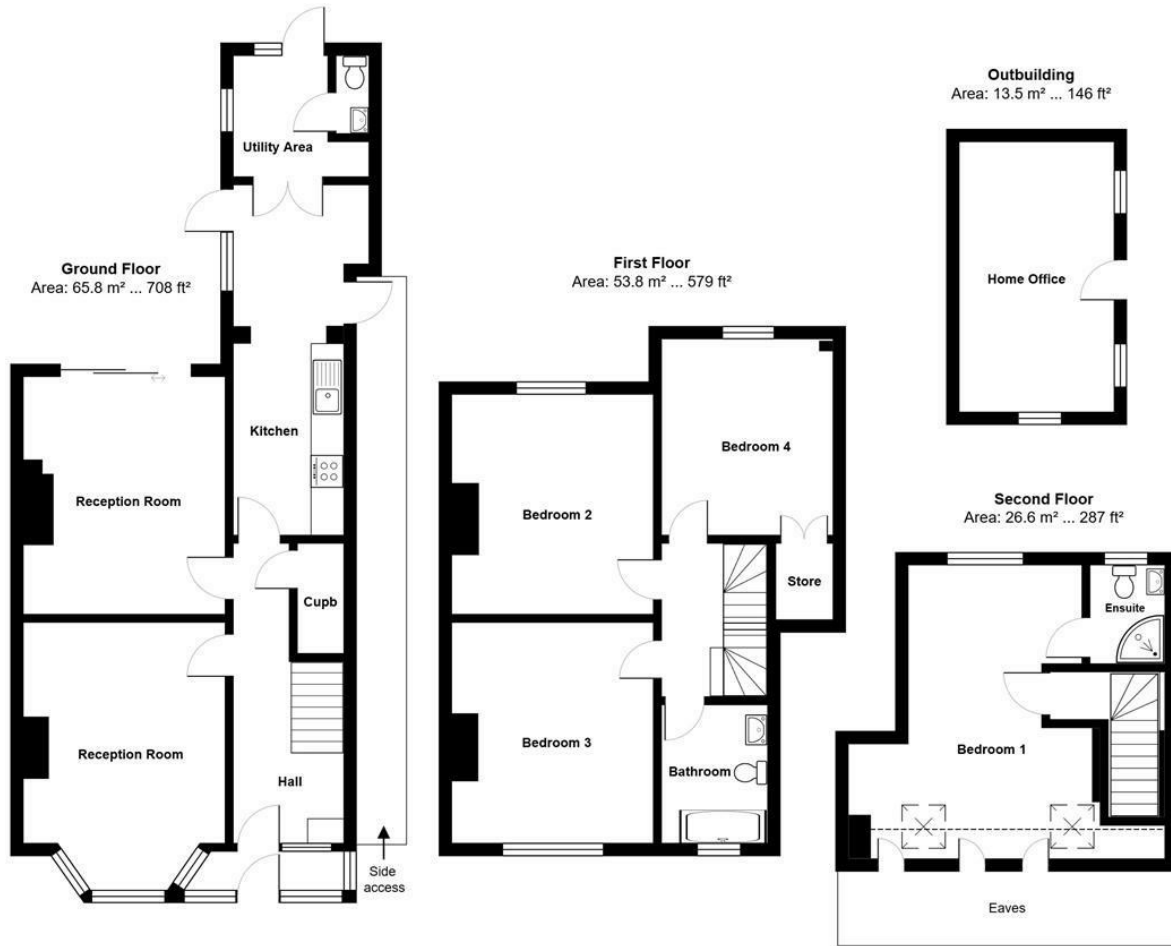 Outbuilding
Area: 13.5 m² ... 146 ft²
Home Office
Ground Floor
Area: 65.8 m² ... 708 ft²
Utility Area
Kitchen
Reception Room
Cupb
Reception Room
Hall
Side
access
First Floor
Area: 53.8 m² ... 579 ft²
Bedroom 4
Bedroom 2
Store
Bedroom 3
Bathroom
Second Floor
Area: 26.6 m² ... 287 ft²
Ensuite
Bedroom 1
Eaves